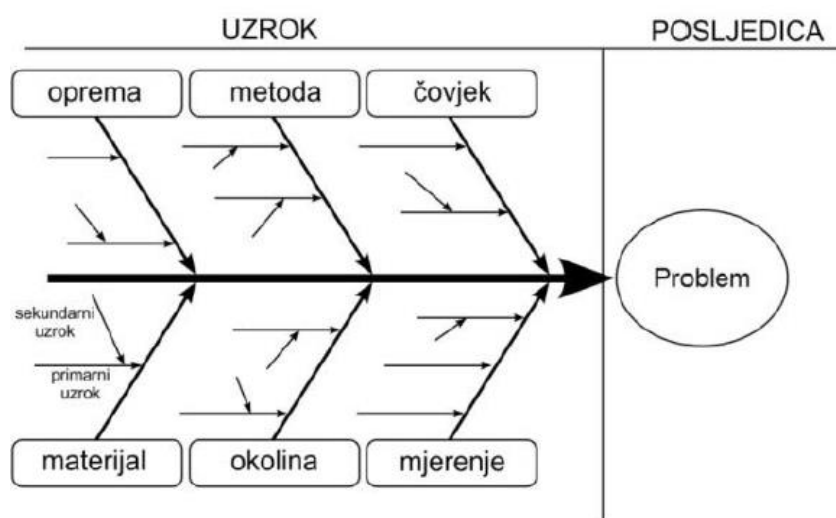 UZROK
POSLJEDICA
oprema
metoda
čovjek
Problem
sekundarni
uzrok
primarni
uzrok
materijal
okolina
mjerenje